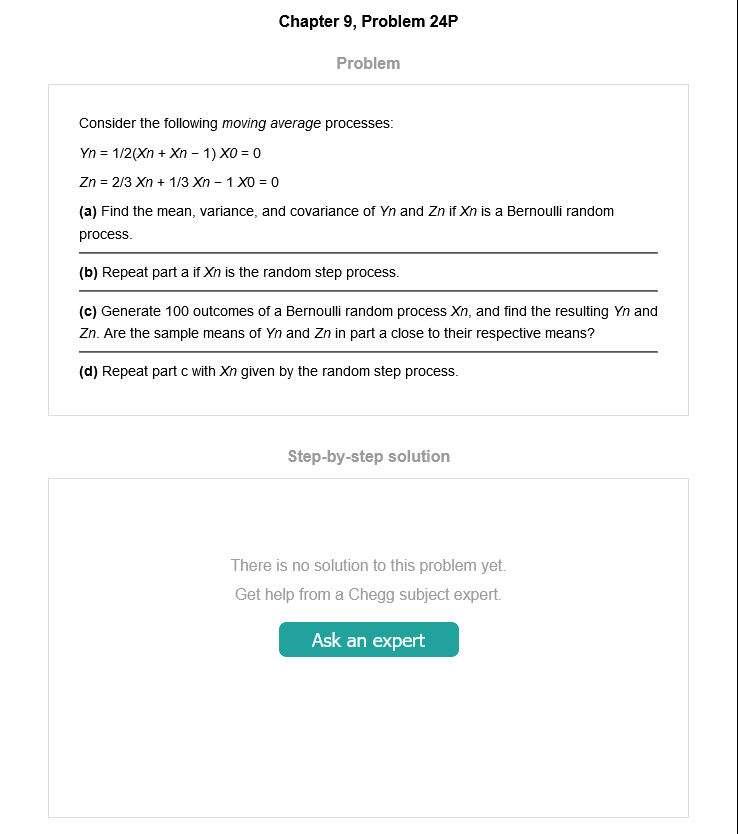 Chapter 9, Problem 24P
Problem
Consider the following moving average processes:
Yn = 1/2(Xn + Xn − 1) X0 = 0
Zn = 2/3 Xn + 1/3 Xn − 1 X0 = 0
(a) Find the mean, variance, and covariance of Yn and Zn if Xn is a Bernoulli random
process.
(b) Repeat part a if Xn is the random step process.
(c) Generate 100 outcomes of a Bernoulli random process Xn, and find the resulting Yn and
Zn. Are the sample means of Yn and Zn in part a close to their respective means?
(d) Repeat part c with Xn given by the random step process.
Step-by-step solution
There is no solution to this problem yet.
Get help from a Chegg subject expert.
Ask an expert